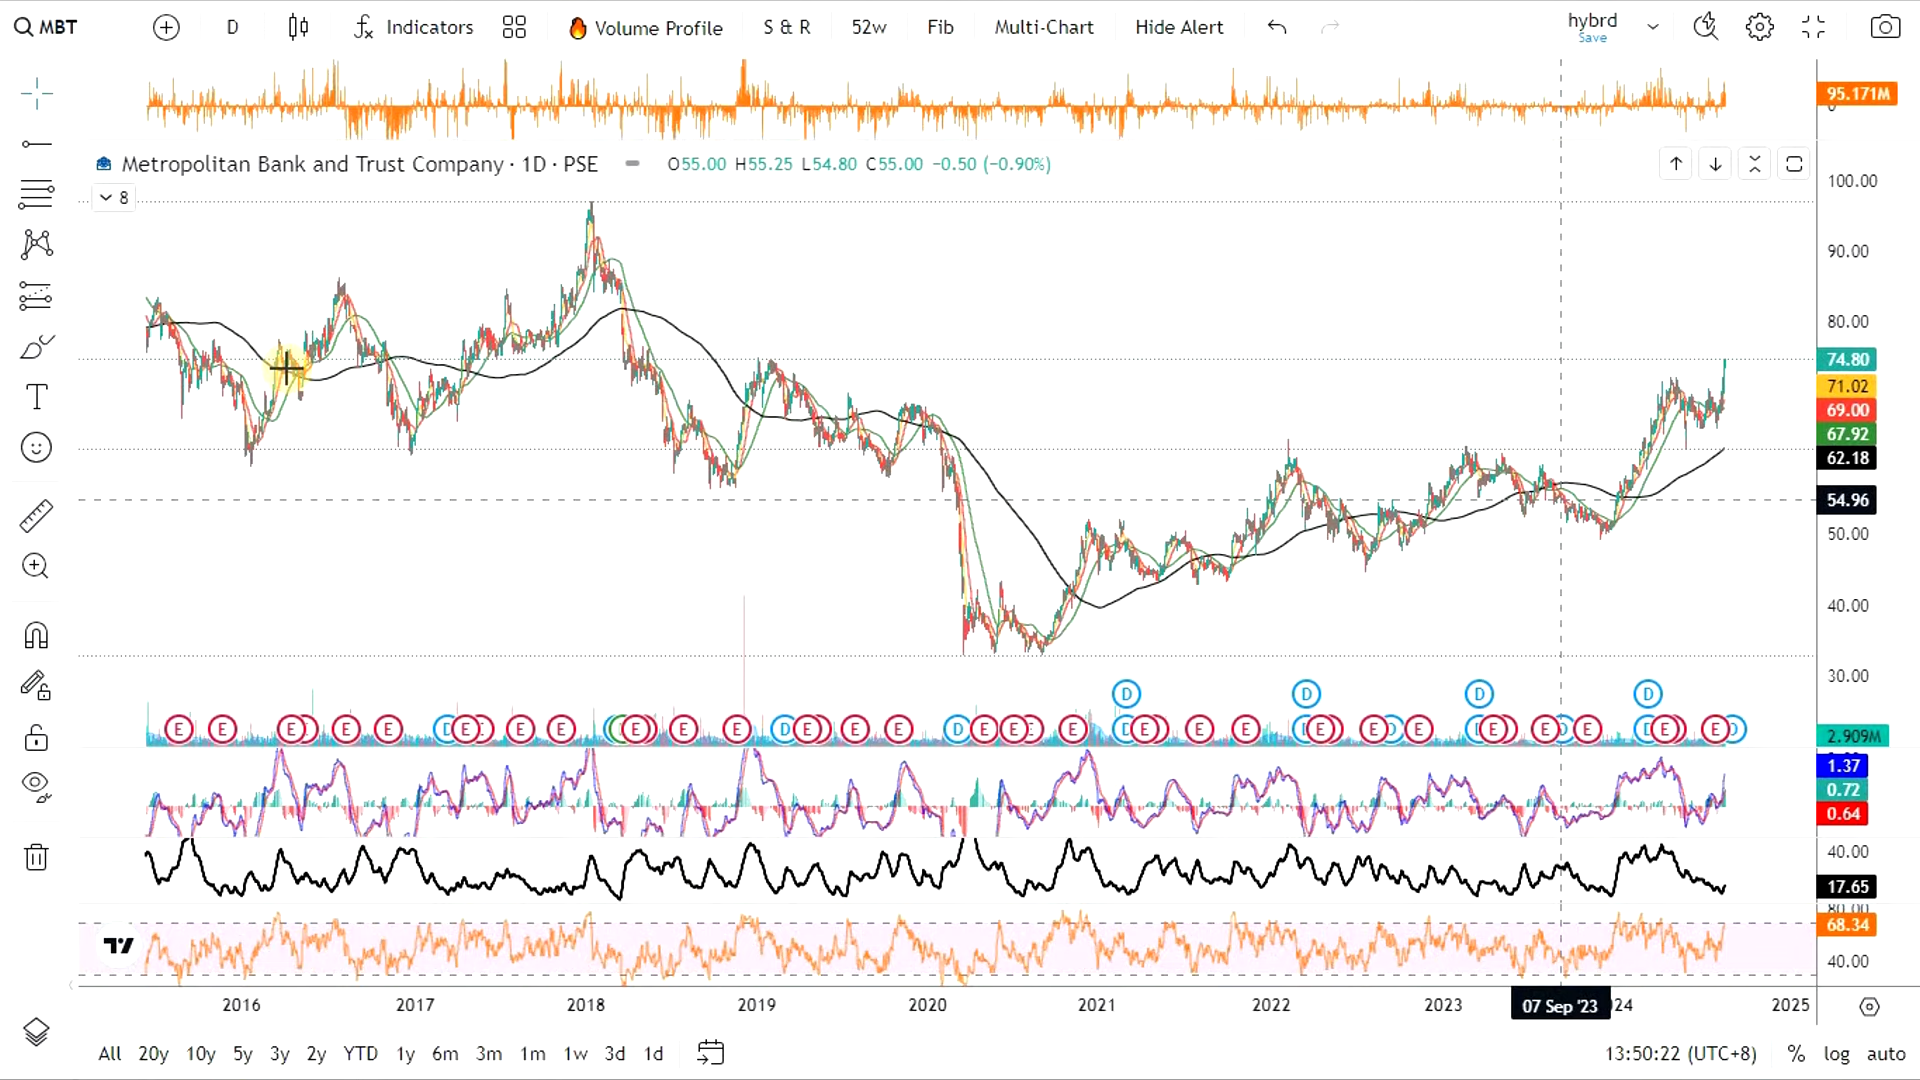 MBT
D
Indicators
Volume Profile
S & R
52w
Fib
Multi-Chart
Hide Alert
hybrd
Save
95.171M
0
Metropolitan Bank and Trust Company · 1D · PSE
O55.00 H55.25 L54.80 C55.00 −0.50 (−0.90%)
8
100.00
90.00
80.00
74.80
71.02
69.00
67.92
62.18
54.96
50.00
40.00
30.00
D D D D
E E E E E D E E E E E E D E E E D E E E E D E E E E E D E E E E D E E D E
2.909M
1.37
0.72
0.64
40.00
17.65
80.00
68.34
40.00
2016 2017 2018 2019 2020 2021 2022 2023 07 Sep '23 24 2025
All 20y 10y 5y 3y 2y YTD 1y 6m 3m 1m 1w 3d 1d
13:50:22 (UTC+8) % log auto